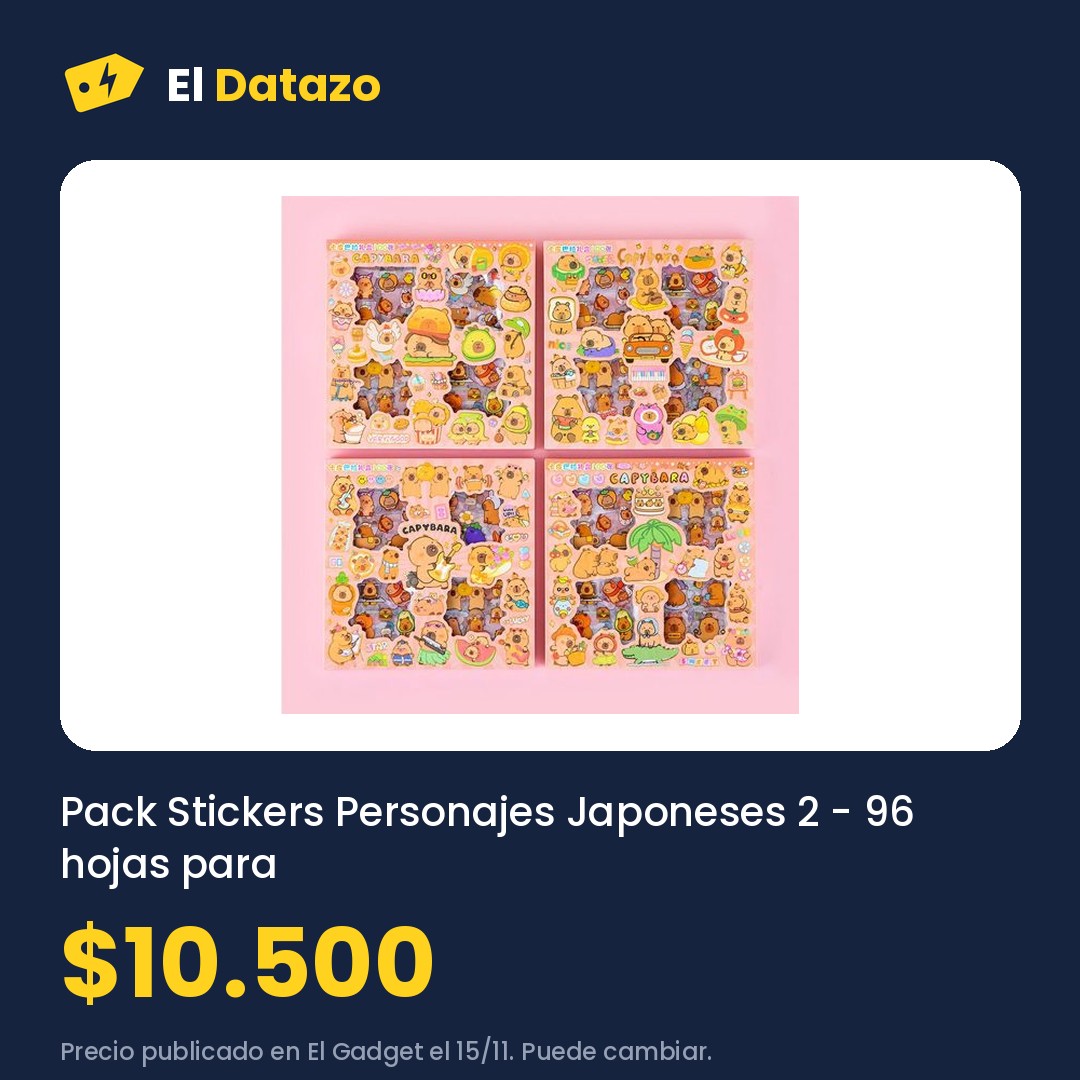 El Datazo
CAPYBARA
Capybara
CAPYBARA
CAPYBARA
Pack Stickers Personajes Japoneses 2 - 96
hojas para
$10.500
Precio publicado en El Gadget el 15/11. Puede cambiar.